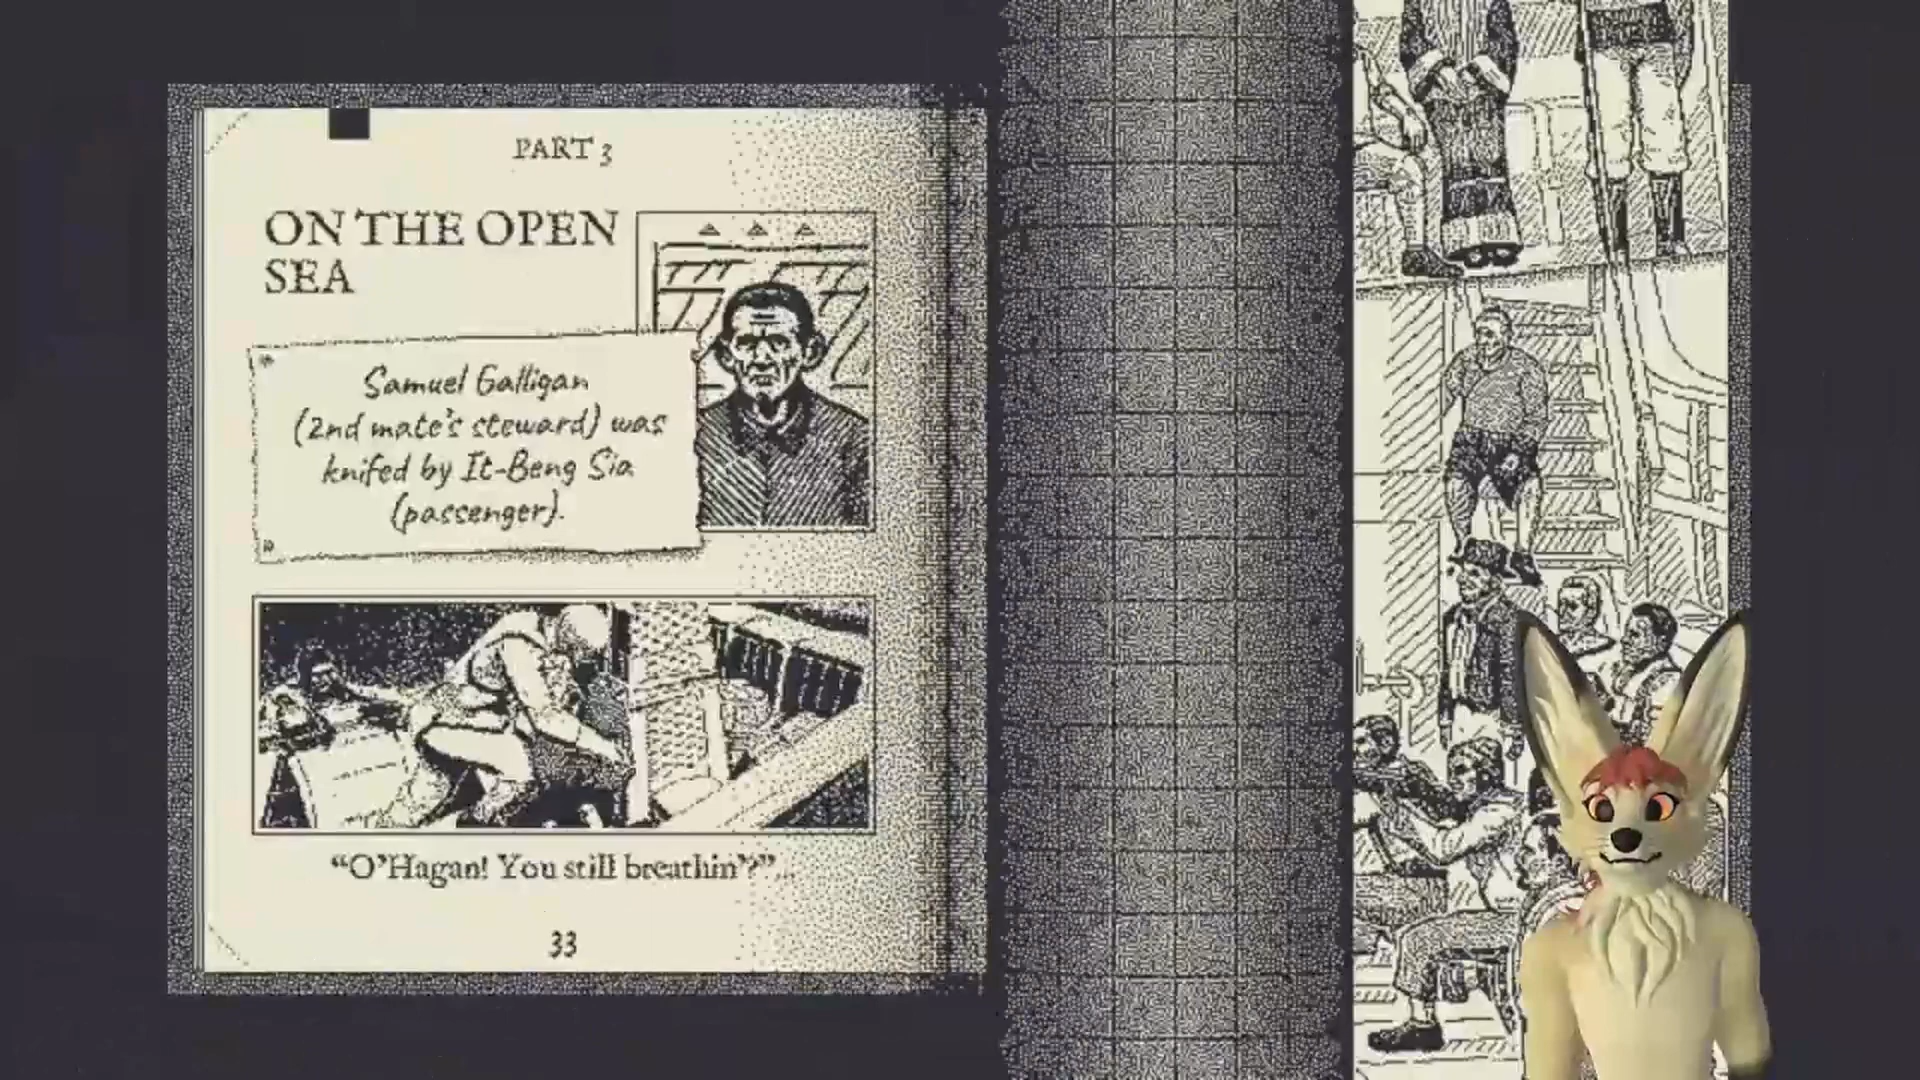 PART 3
ON THE OPEN
SEA
Samuel Galligan
(2nd mate's steward) was
knifed by It-Beng Sia
(passenger).
“O’Hagan! You still breathin’?”...
33